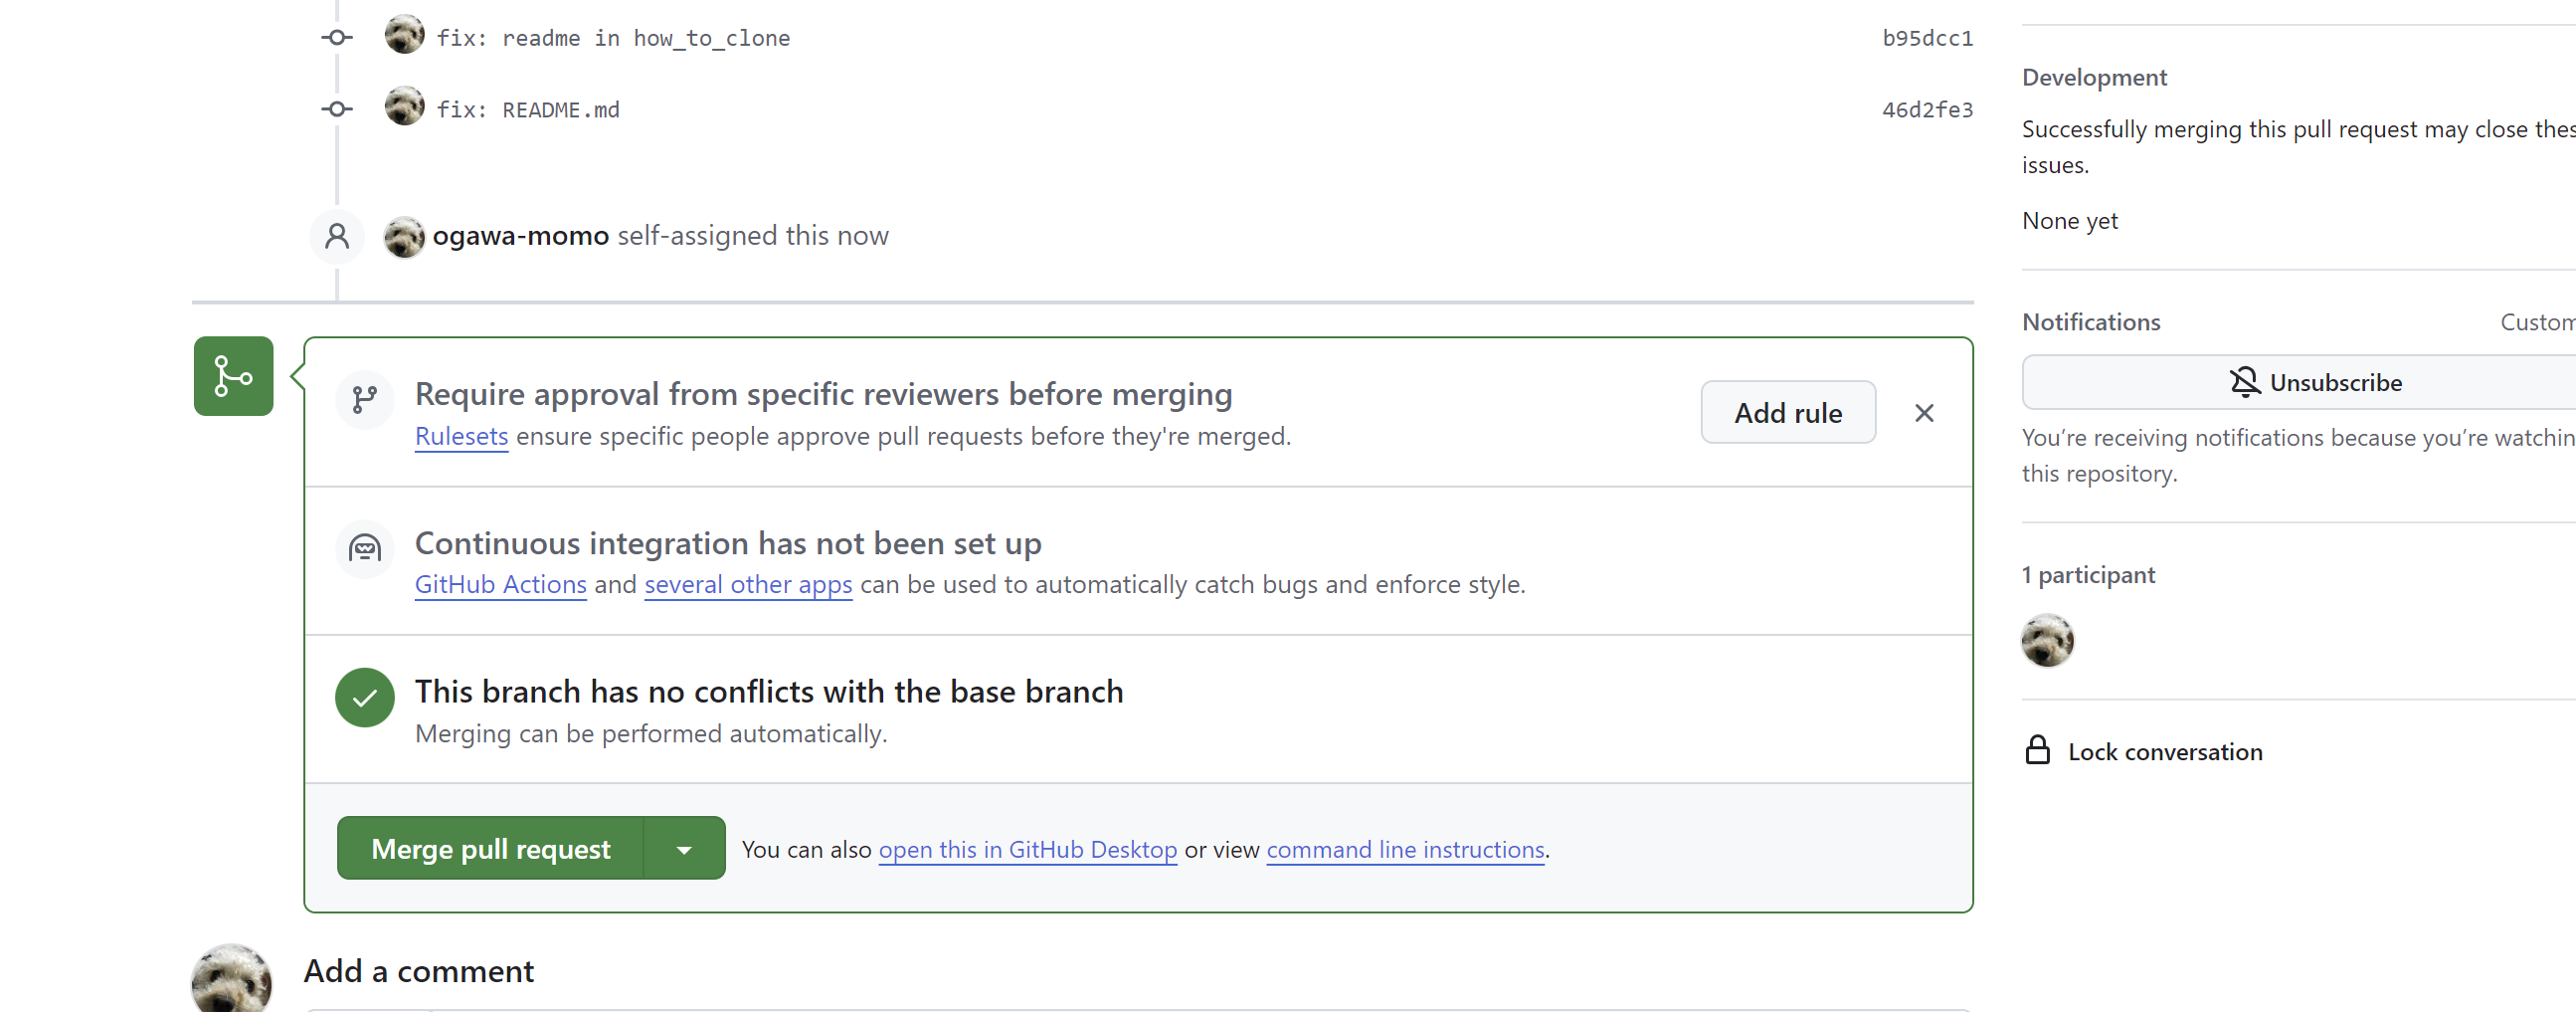 fix: readme in how_to_clone
b95dcc1
fix: README.md
46d2fe3
ogawa-momo self-assigned this now
Require approval from specific reviewers before merging
Rulesets ensure specific people approve pull requests before they're merged.
Add rule
Continuous integration has not been set up
GitHub Actions and several other apps can be used to automatically catch bugs and enforce style.
This branch has no conflicts with the base branch
Merging can be performed automatically.
Merge pull request
You can also open this in GitHub Desktop or view command line instructions.
Add a comment
Development
Successfully merging this pull request may close
issues.
None yet
Notifications
Unsubscribe
You’re receiving notifications because you’re
this repository.
1 participant
Lock conversation